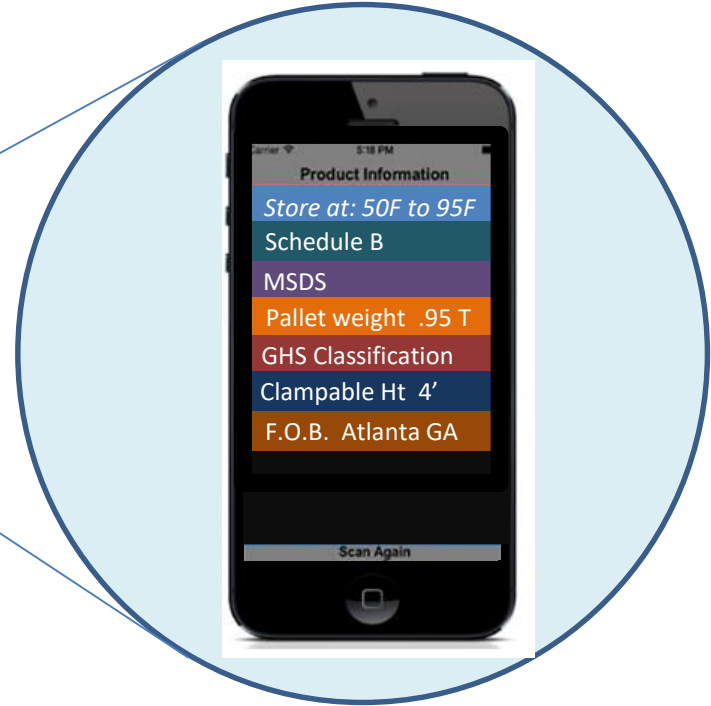 Carrier 5:18 PM
Product Information
Store at: 50F to 95F
Schedule B
MSDS
Pallet weight .95 T
GHS Classification
Clampable Ht 4’
F.O.B. Atlanta GA
Scan Again